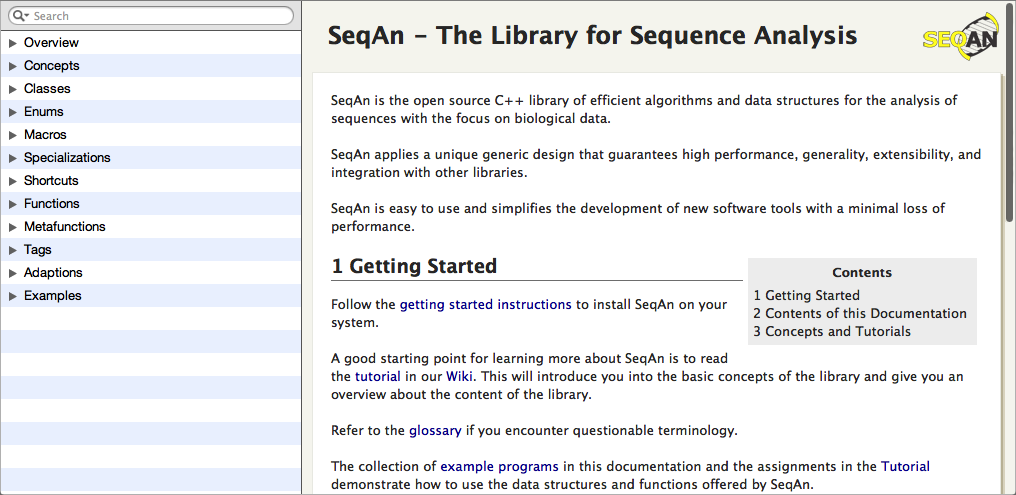 Search
Overview
Concepts
Classes
Enums
Macros
Specializations
Shortcuts
Functions
Metafunctions
Tags
Adaptions
Examples
SeqAn – The Library for Sequence Analysis
SEQAN
SeqAn is the open source C++ library of efficient algorithms and data structures for the analysis of
sequences with the focus on biological data.
SeqAn applies a unique generic design that guarantees high performance, generality, extensibility, and
integration with other libraries.
SeqAn is easy to use and simplifies the development of new software tools with a minimal loss of
performance.
1 Getting Started
Contents
1 Getting Started
2 Contents of this Documentation
3 Concepts and Tutorials
Follow the getting started instructions to install SeqAn on your
system.
A good starting point for learning more about SeqAn is to read
the tutorial in our Wiki. This will introduce you into the basic concepts of the library and give you an
overview about the content of the library.
Refer to the glossary if you encounter questionable terminology.
The collection of example programs in this documentation and the assignments in the Tutorial
demonstrate how to use the data structures and functions offered by SeqAn.